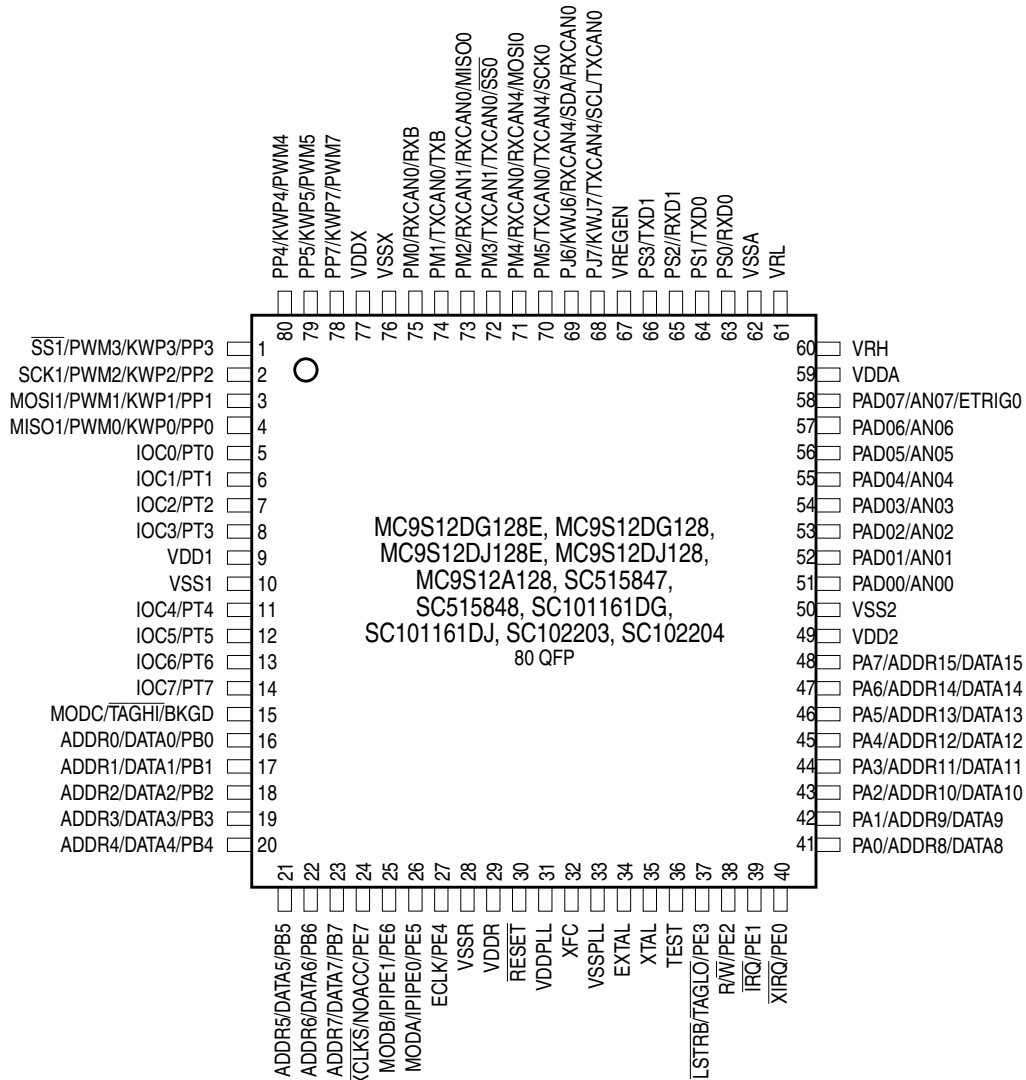 PP4/KWP4/PWM4
PP5/KWP5/PWM5
PP7/KWP7/PWM7
VDDX
VSSX
PM0/RXCAN0/RXB
PM1/TXCAN0/TXB
PM2/RXCAN1/RXCAN0/MISO0
PM3/TXCAN1/TXCAN0/SS0
PM4/RXCAN0/RXCAN4/MOSI0
PM5/TXCAN0/TXCAN4/SCK0
PJ6/KWJ6/RXCAN4/SDA/RXCAN0
PJ7/KWJ7/TXCAN4/SCL/TXCAN0
VREGEN
PS3/TXD1
PS2//RXD1
PS1/TXD0
PS0/RXD0
VSSA
VRL
80
79
78
77
76
75
74
73
72
71
70
69
68
67
66
65
64
63
62
61
SS1/PWM3/KWP3/PP3 1
SCK1/PWM2/KWP2/PP2 2
MOSI1/PWM1/KWP1/PP1 3
MISO1/PWM0/KWP0/PP0 4
IOC0/PT0 5
IOC1/PT1 6
IOC2/PT2 7
IOC3/PT3 8
VDD1 9
VSS1 10
IOC4/PT4 11
IOC5/PT5 12
IOC6/PT6 13
IOC7/PT7 14
MODC/TAGHI/BKGD 15
ADDR0/DATA0/PB0 16
ADDR1/DATA1/PB1 17
ADDR2/DATA2/PB2 18
ADDR3/DATA3/PB3 19
ADDR4/DATA4/PB4 20
MC9S12DG128E, MC9S12DG128,
MC9S12DJ128E, MC9S12DJ128,
MC9S12A128, SC515847,
SC515848, SC101161DG,
SC101161DJ, SC102203, SC102204
80 QFP
60 VRH
59 VDDA
58 PAD07/AN07/ETRIG0
57 PAD06/AN06
56 PAD05/AN05
55 PAD04/AN04
54 PAD03/AN03
53 PAD02/AN02
52 PAD01/AN01
51 PAD00/AN00
50 VSS2
49 VDD2
48 PA7/ADDR15/DATA15
47 PA6/ADDR14/DATA14
46 PA5/ADDR13/DATA13
45 PA4/ADDR12/DATA12
44 PA3/ADDR11/DATA11
43 PA2/ADDR10/DATA10
42 PA1/ADDR9/DATA9
41 PA0/ADDR8/DATA8
21
22
23
24
25
26
27
28
29
30
31
32
33
34
35
36
37
38
39
40
ADDR5/DATA5/PB5
ADDR6/DATA6/PB6
ADDR7/DATA7/PB7
XCLKS/NOACC/PE7
MODB/IPIPE1/PE6
MODA/IPIPE0/PE5
ECLK/PE4
VSSR
VDDR
RESET
VDDPLL
XFC
VSSPLL
EXTAL
XTAL
TEST
LSTRB/TAGLO/PE3
R/W/PE2
IRQ/PE1
XIRQ/PE0